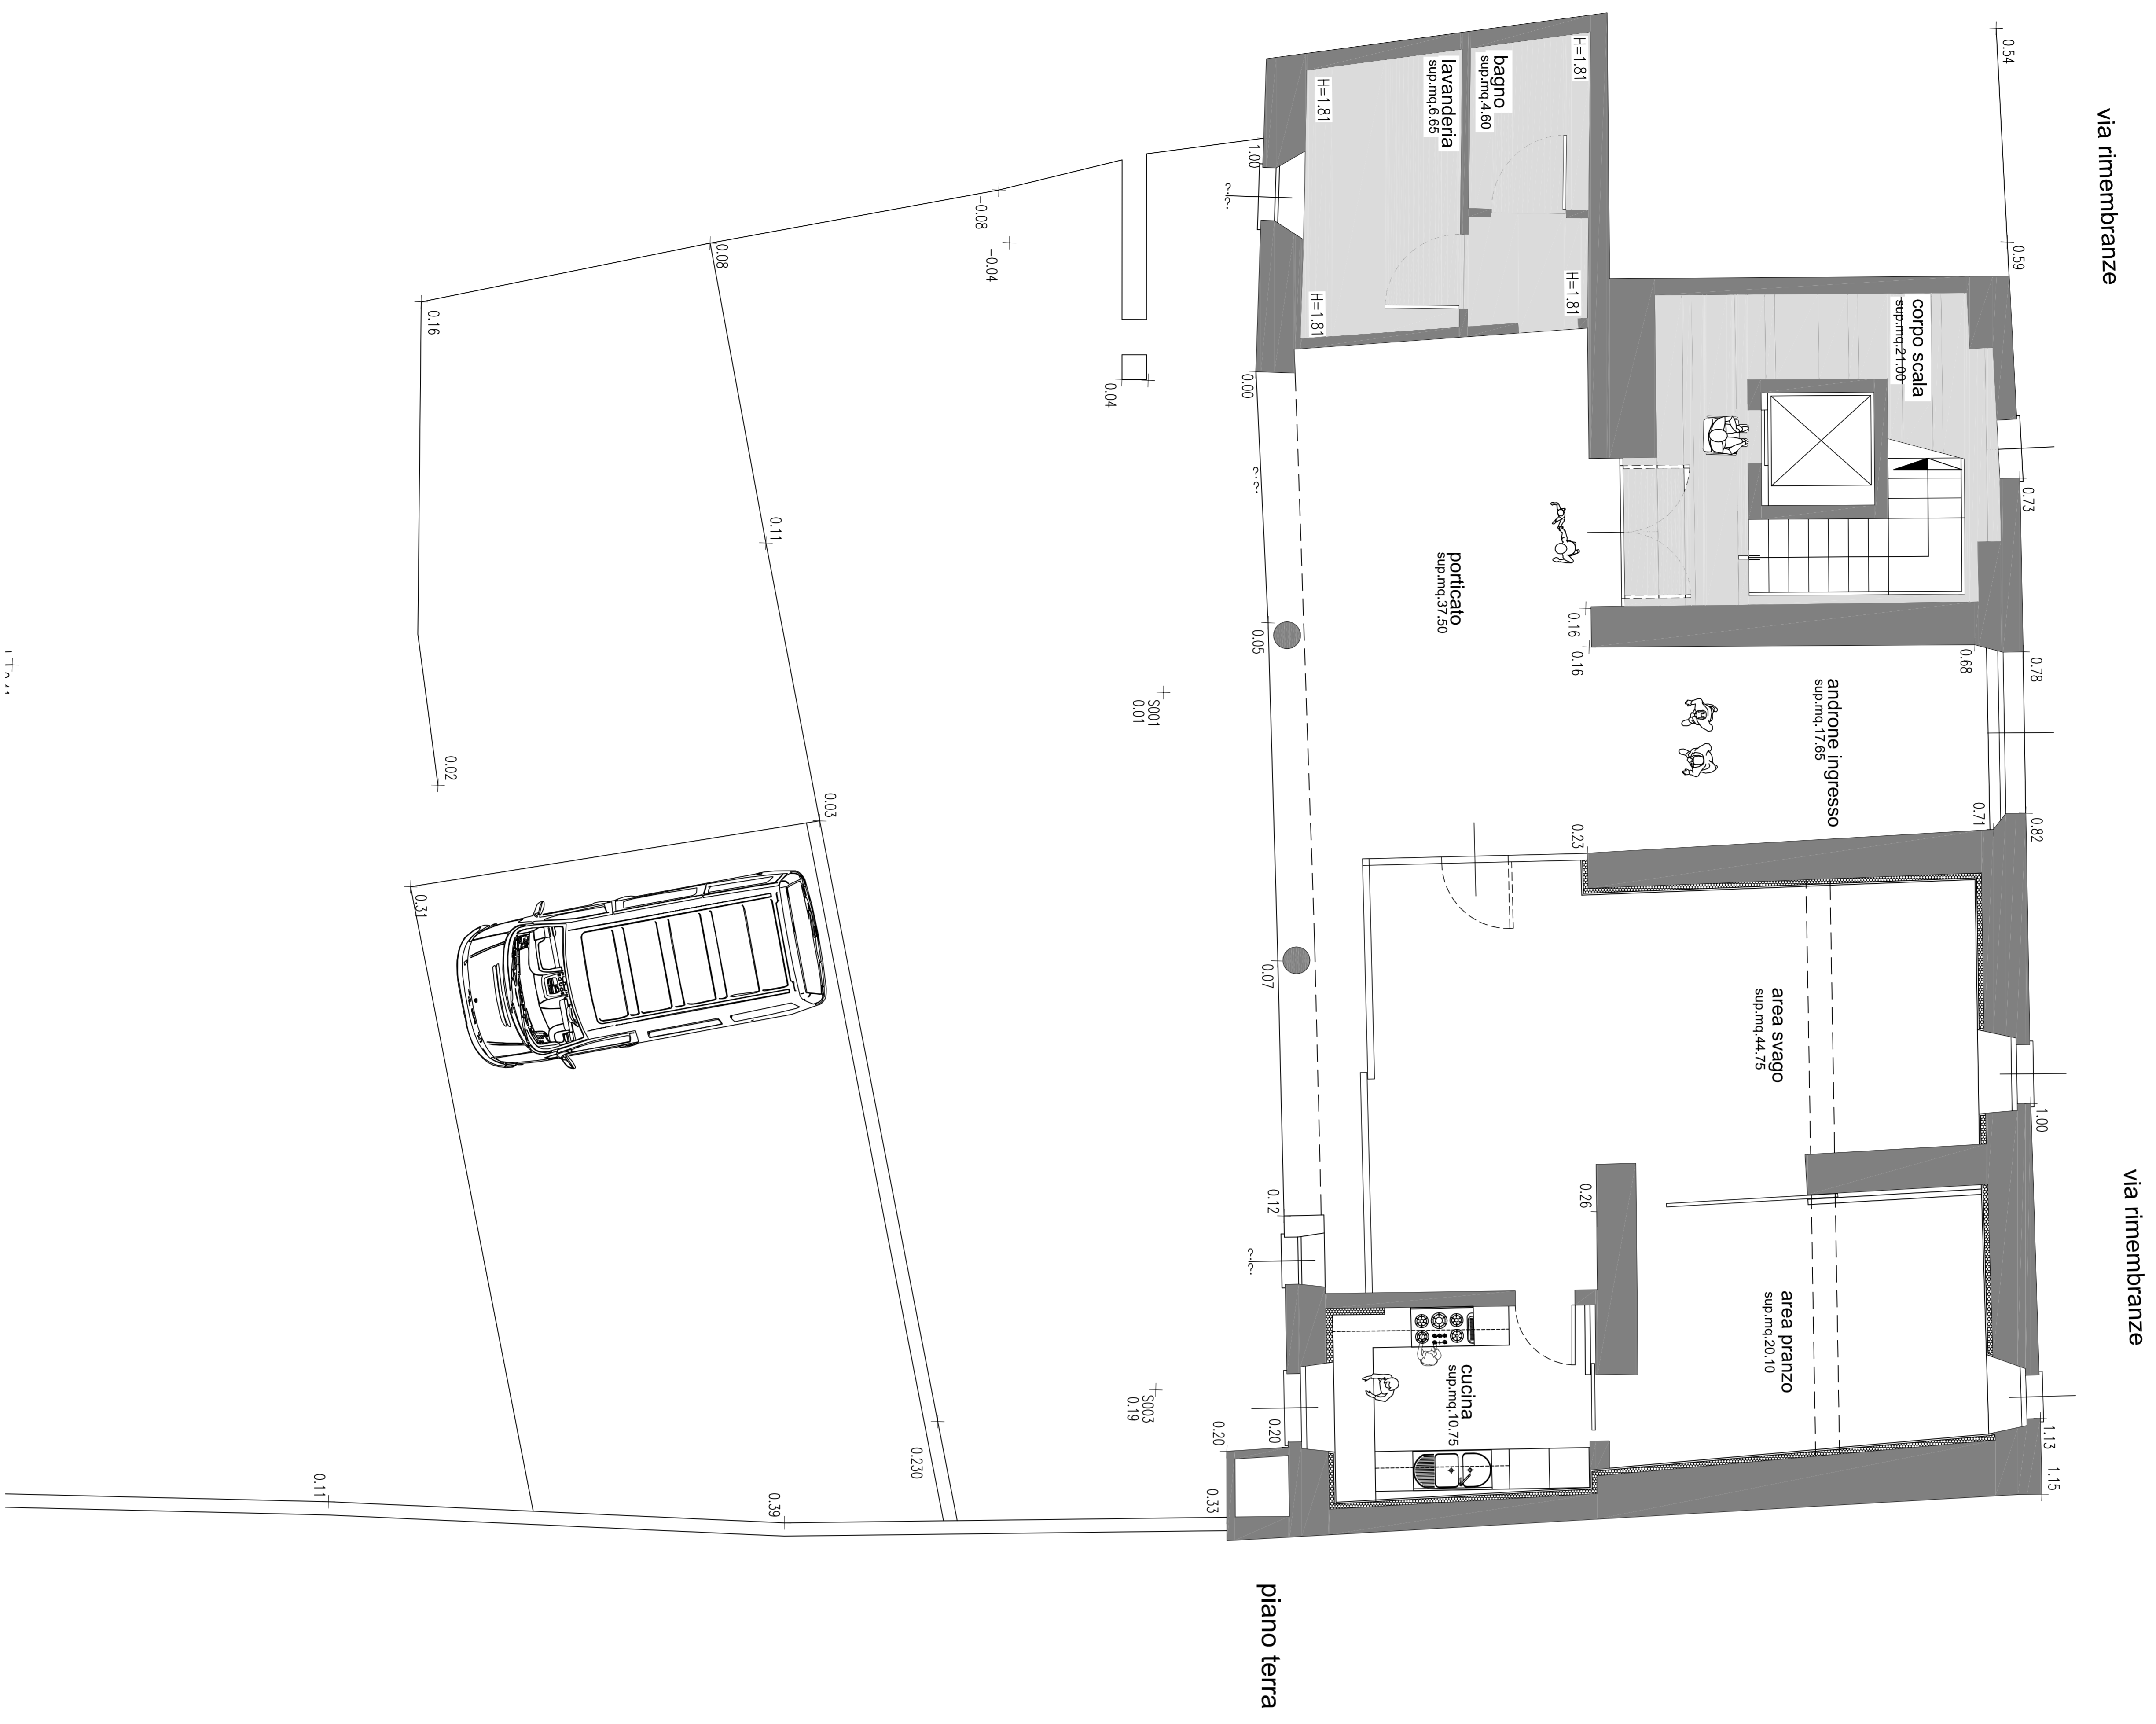 via rimembranze
via rimembranze
0.54
0.59
0.73
0.78
0.82
1.00
1.13
1.15
corpo scala
sup.mq.21.00
0.68
androne ingresso
sup.mq.17.65
0.71
area svago
sup.mq.44.75
area pranzo
sup.mq.20.10
H=1.81
H=1.81
bagno
sup.mq.4.60
lavanderia
sup.mq.6.65
H=1.81
H=1.81
0.16
0.16
0.23
0.26
porticato
sup.mq.37.50
cucina
sup.mq.10.75
1.00
?.?.
0.00
?.?.
0.05
0.07
0.12
?.?.
0.20
0.20
0.33
piano terra
S001
0.01
S003
0.19
0.04
-0.08
-0.04
0.08
0.11
0.03
0.230
0.39
0.16
0.02
0.31
0.11